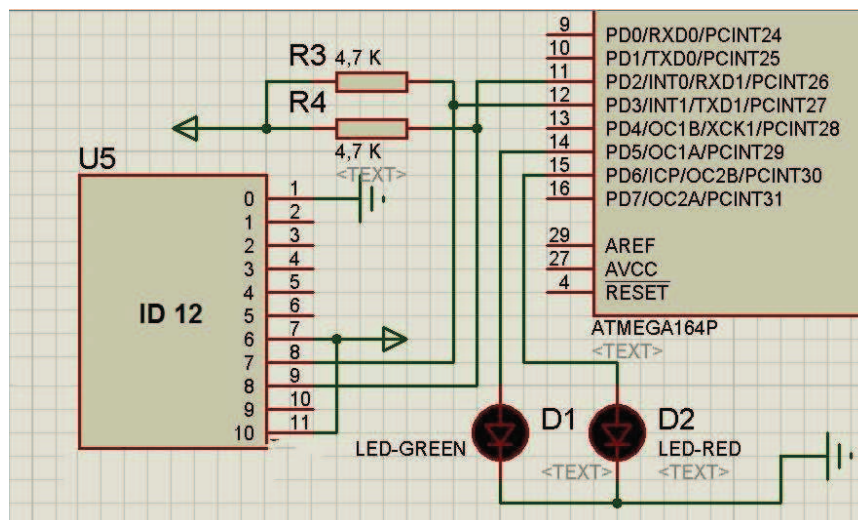 R3
4,7 K
R4
4,7 K
<TEXT>
U5
ID 12
0 1
1 2
2 3
3 4
4 5
5 6
6 7
7 8
8 9
9 10
10 11
9 PD0/RXD0/PCINT24
10 PD1/TXD0/PCINT25
11 PD2/INT0/RXD1/PCINT26
12 PD3/INT1/TXD1/PCINT27
13 PD4/OC1B/XCK1/PCINT28
14 PD5/OC1A/PCINT29
15 PD6/ICP/OC2B/PCINT30
16 PD7/OC2A/PCINT31
29 AREF
27 AVCC
4 RESET
ATMEGA164P
<TEXT>
D1
LED-GREEN
<TEXT>
D2
LED-RED
<TEXT>